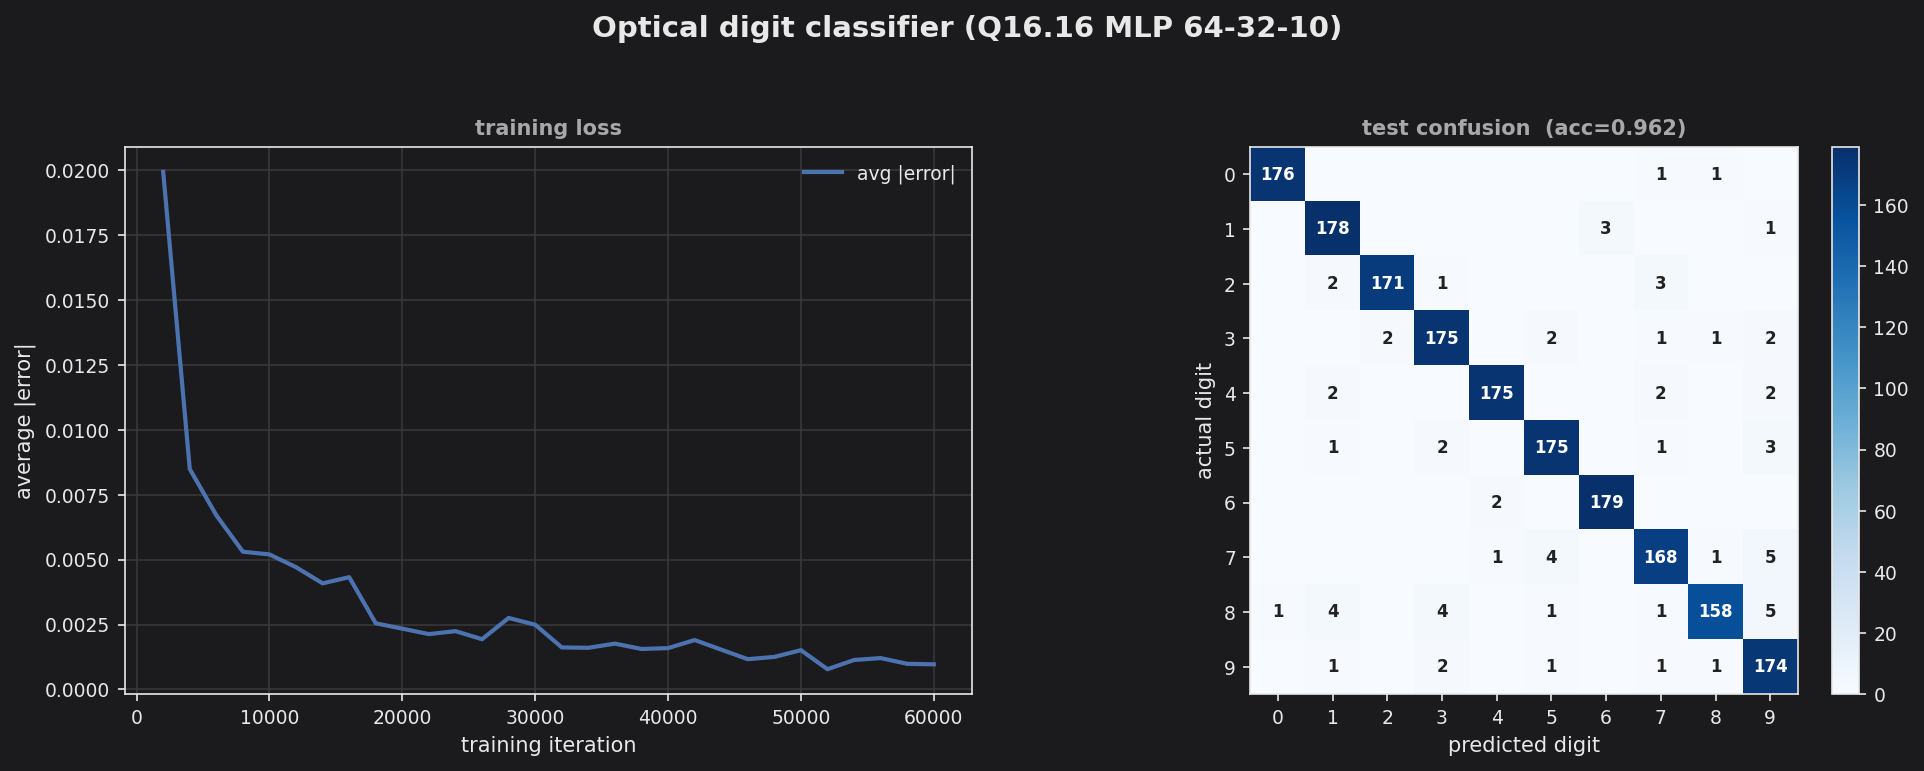 Optical digit classifier (Q16.16 MLP 64-32-10)
training loss
avg |error|
0.0200
0.0175
0.0150
0.0125
0.0100
0.0075
0.0050
0.0025
0.0000
average |error|
0 10000 20000 30000 40000 50000 60000
training iteration
test confusion (acc=0.962)
actual digit
0 176 1 1
1 178 3 1
2 2 171 1 3
3 2 175 2 1 1 2
4 2 175 2 2
5 1 2 175 1 3
6 2 179
7 1 4 168 1 5
8 1 4 4 1 1 158 5
9 1 2 1 1 1 174
0 1 2 3 4 5 6 7 8 9
predicted digit
160
140
120
100
80
60
40
20
0